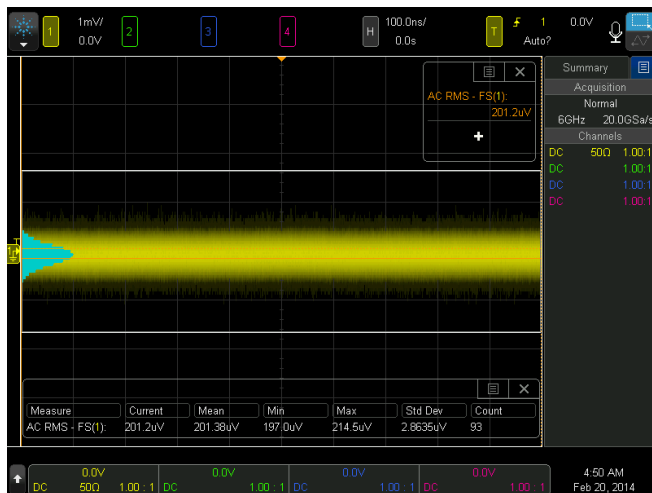 1 1mV/ 2 3 4 H 100.0ns/ T 1 0.0V
0.0V 0.0s Auto?
Summary
Acquisition
Normal
6GHz 20.0GSa/s
Channels
DC 50Ω 1.00:1
DC 1.00:1
DC 1.00:1
DC 1.00:1
AC RMS - FS(1):
201.2uV
T
1
Measure Current Mean Min Max Std Dev Count
AC RMS - FS(1): 201.2uV 201.38uV 197.0uV 214.5uV 2.8635uV 93
0.0V 0.0V 0.0V 0.0V 4:50 AM
DC 50Ω 1.00 : 1 DC 1.00 : 1 DC 1.00 : 1 DC 1.00 : 1 Feb 20, 2014